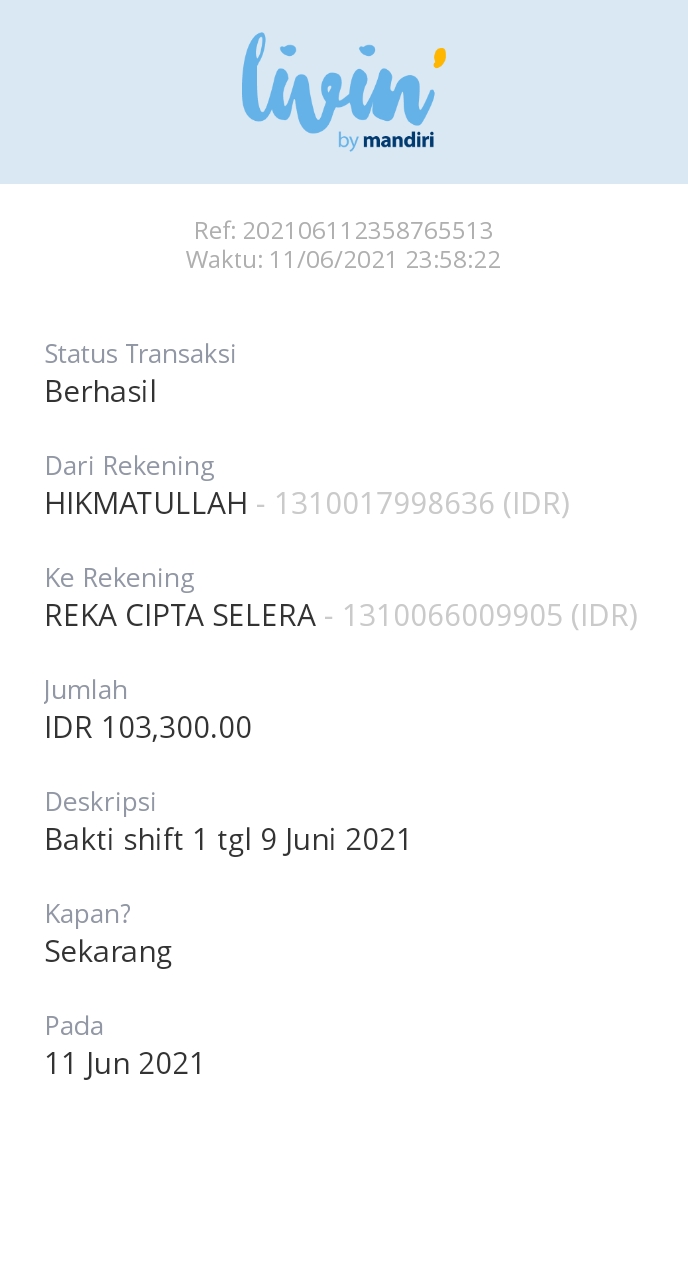 livin'
by mandiri
Ref: 202106112358765513
Waktu: 11/06/2021 23:58:22
Status Transaksi
Berhasil
Dari Rekening
HIKMATULLAH - 1310017998636 (IDR)
Ke Rekening
REKA CIPTA SELERA - 1310066009905 (IDR)
Jumlah
IDR 103,300.00
Deskripsi
Bakti shift 1 tgl 9 Juni 2021
Kapan?
Sekarang
Pada
11 Jun 2021